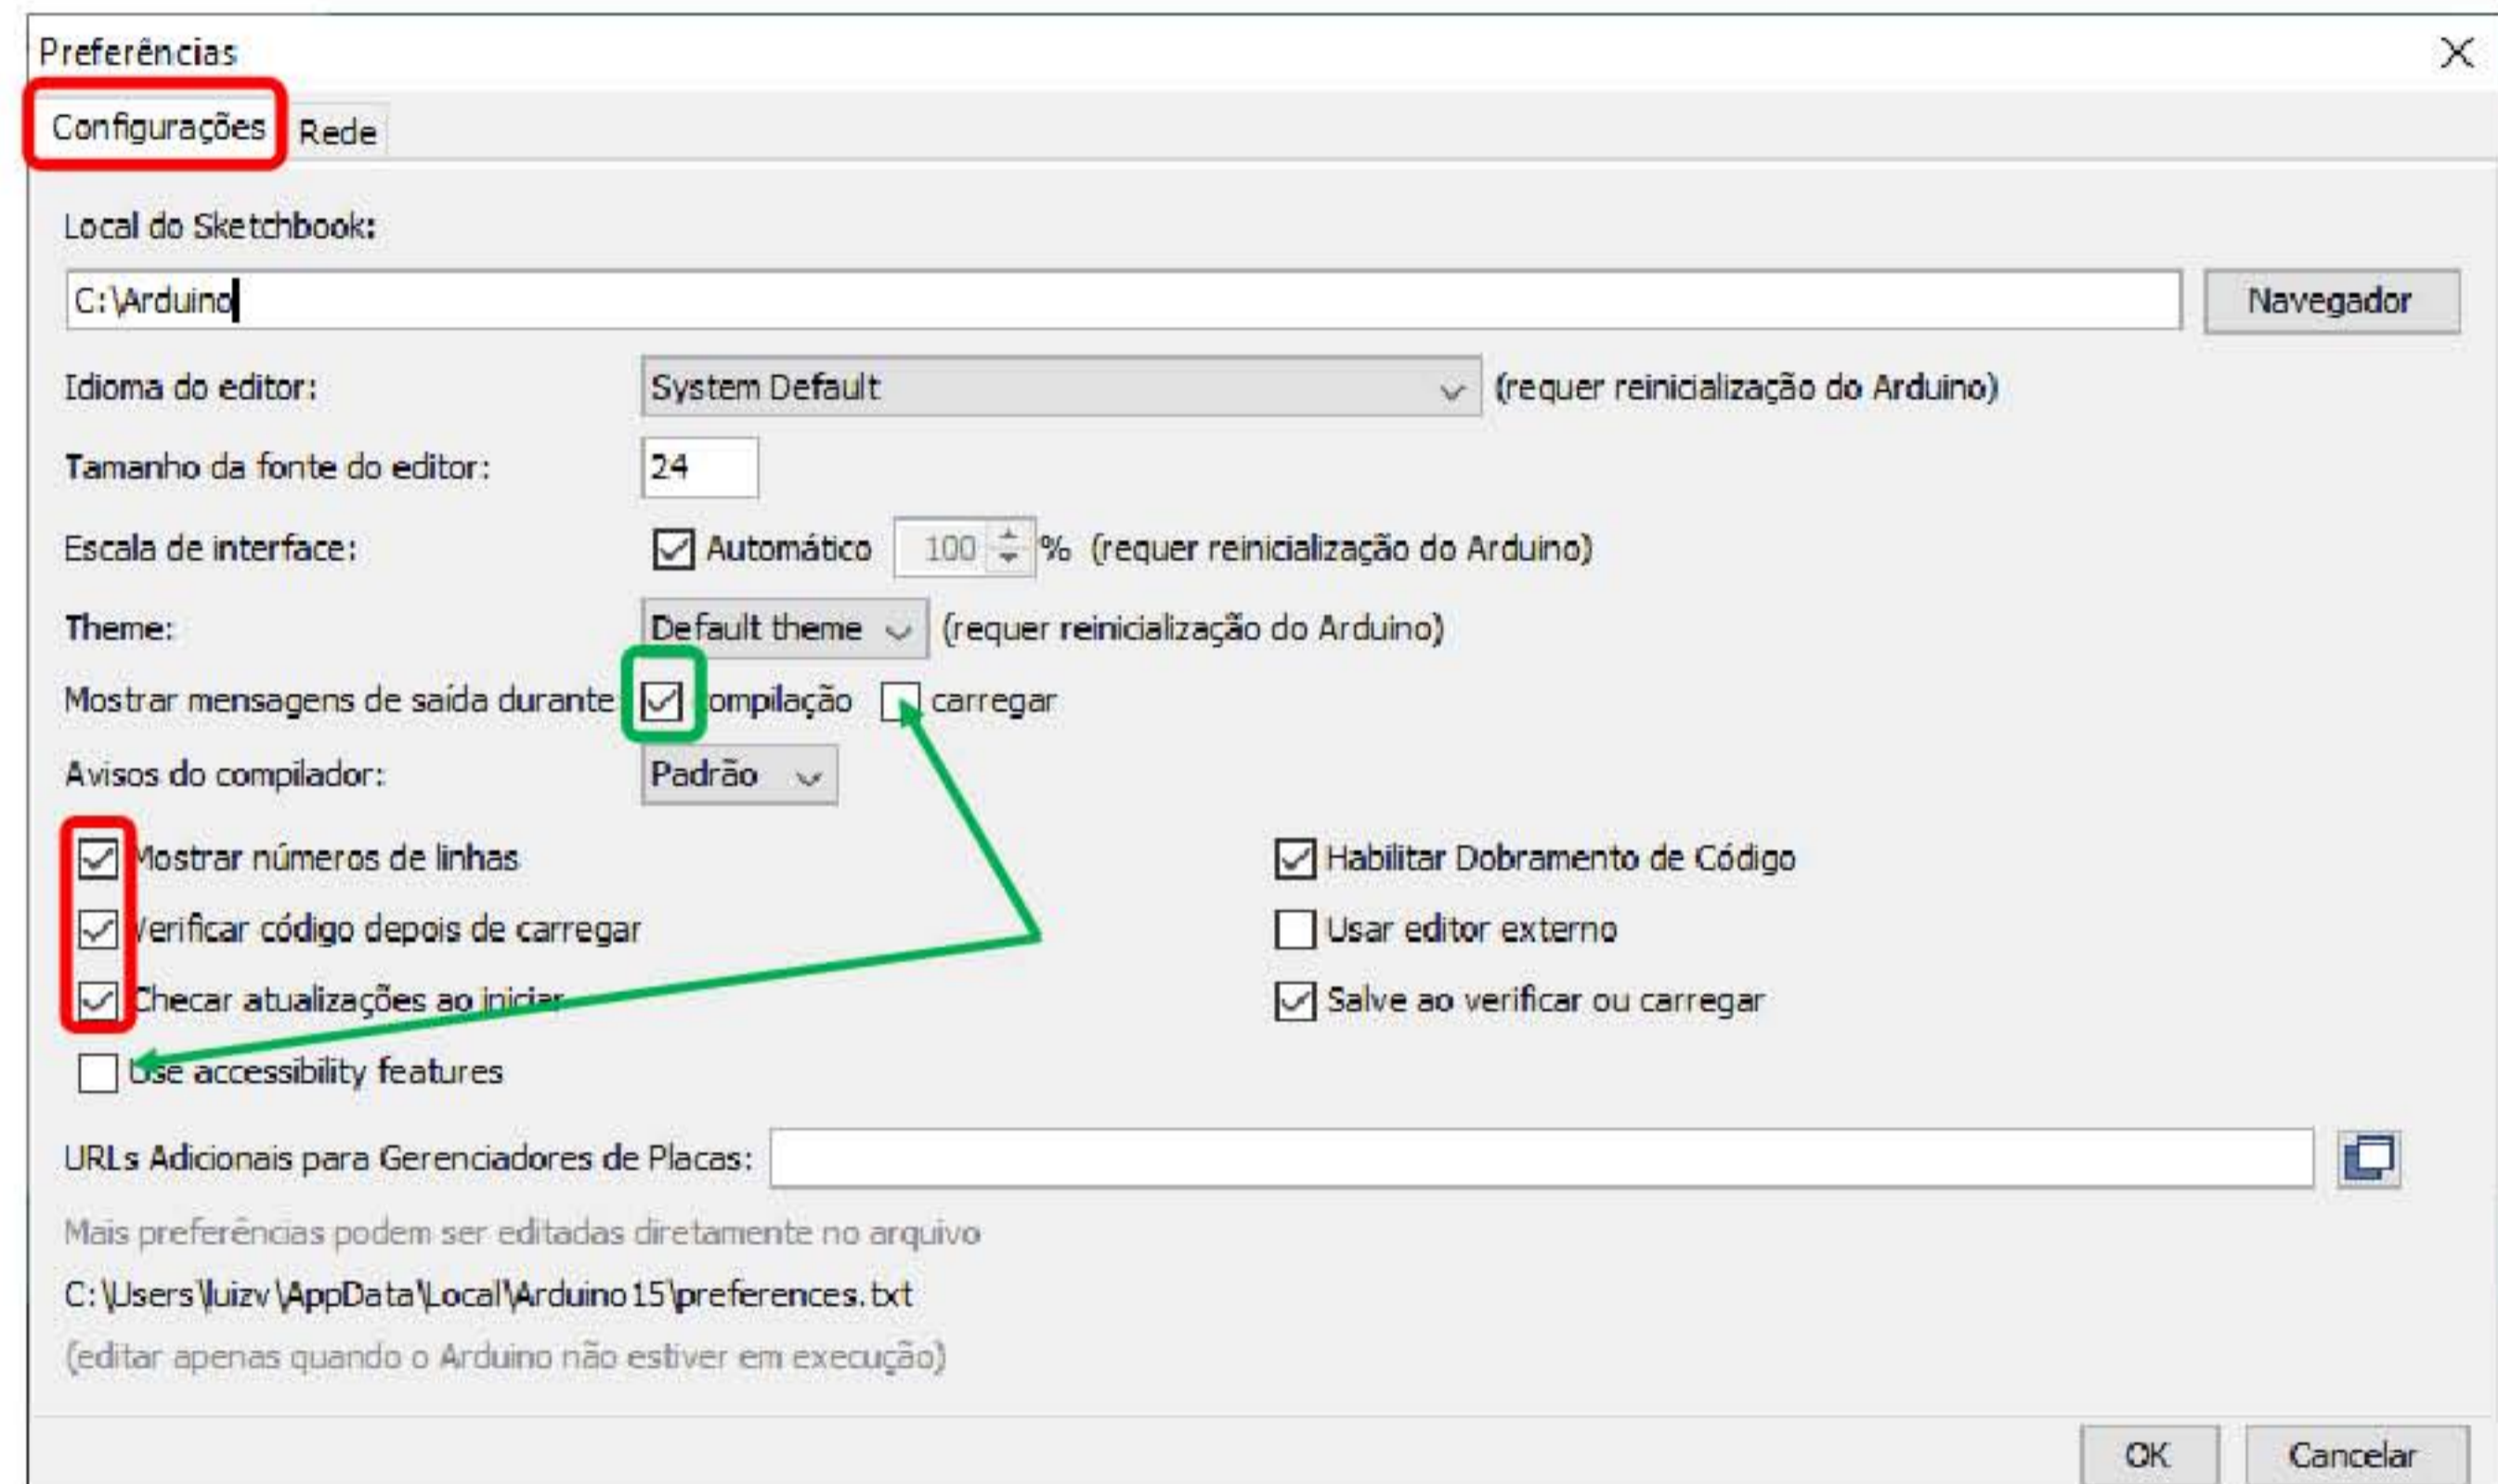 Preferências
Configurações Rede
Local do Sketchbook:
C:\Arduino Navegador
Idioma do editor: System Default (requer reinicialização do Arduino)
Tamanho da fonte do editor: 24
Escala de interface: Automático 100 % (requer reinicialização do Arduino)
Theme: Default theme (requer reinicialização do Arduino)
Mostrar mensagens de saída durante compilação carregar
Avisos do compilador: Padrão
Mostrar números de linhas Habilitar Dobramento de Código
Verificar código depois de carregar Usar editor externo
Checar atualizações ao iniciar Salve ao verificar ou carregar
Use accessibility features
URLs Adicionais para Gerenciadores de Placas:
Mais preferências podem ser editadas diretamente no arquivo
C:\Users\luizv\AppData\Local\Arduino15\preferences.txt
(editar apenas quando o Arduino não estiver em execução)
OK Cancelar